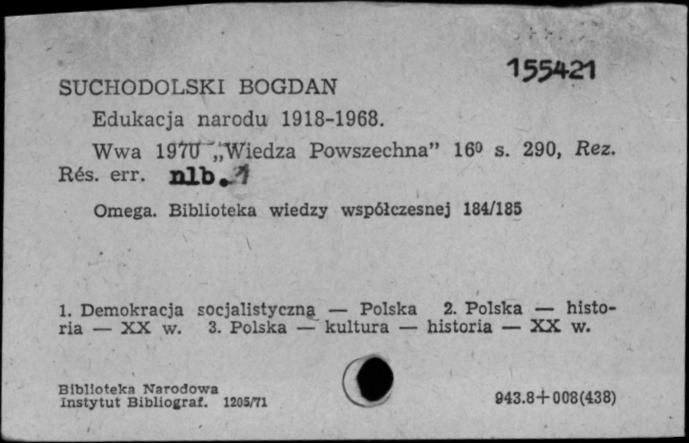 155421
SUCHODOLSKI BOGDAN
Edukacja narodu 1918-1968.
Wwa 1970 „Wiedza Powszechna” 16⁰ s. 290, Rez.
Rés. err. nlb. 1
Omega. Biblioteka wiedzy współczesnej 184/185
1. Demokracja socjalistyczną — Polska 2. Polska — histo-
ria — XX w. 3. Polska — kultura — historia — XX w.
Biblioteka Narodowa
Instytut Bibliograf. 1205/71
943.8+008(438)